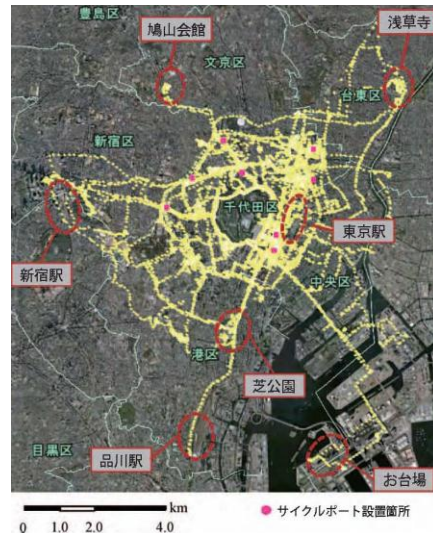 豊島区
鳩山会館
浅草寺
文京区
台東区
新宿区
千代田区
東京駅
新宿駅
中央区
港区
芝公園
目黒区
品川駅
お台場
km
0 1.0 2.0 4.0
サイクルポート設置箇所